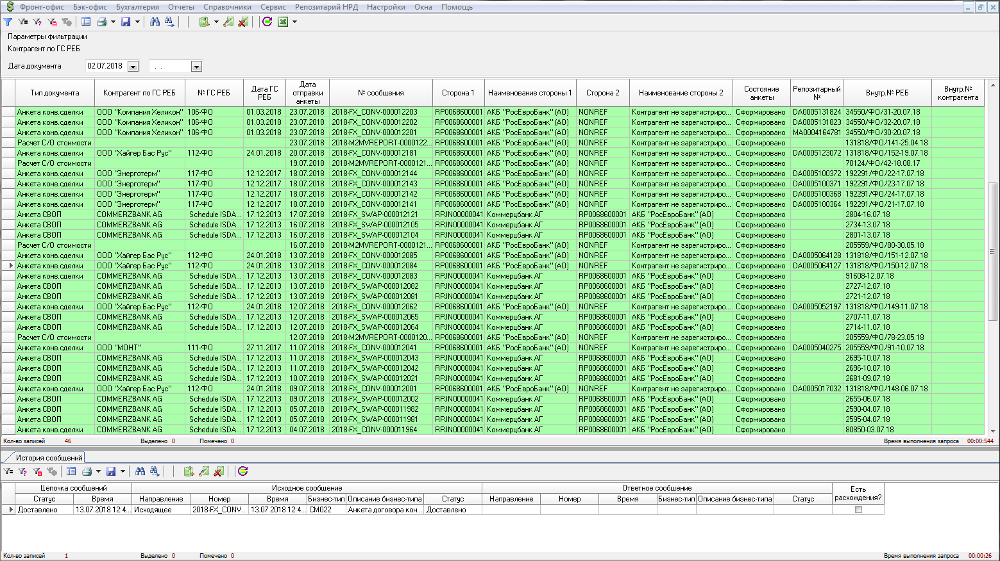 Фронт-офис Бэк-офис Бухгалтерия Отчеты Справочники Сервис Репозитарий НРД Настройки Окна Помощь
Параметры фильтрации
Контрагент по ГС РЕБ
Дата документа 02.07.2018 . .
Тип документа Контрагент по ГС РЕБ № ГС РЕБ Дата ГС РЕБ Дата отправки анкеты № сообщения Сторона 1 Наименование стороны 1 Сторона 2 Наименование стороны 2 Состояние анкеты Репозитарный № Внутр.№ РЕБ Внутр.№ контрагента
Анкета конв.сделки ООО "Компания Хеликон" 106-ФО 01.03.2018 23.07.2018 2018-FX_CONV-000012203 RP0068600001 АКБ "РосЕвроБанк" (АО) NONREF Контрагент не зарегистриро... Сформировано DA0005131824 34550/ФО/31-20.07.18
Анкета конв.сделки ООО "Компания Хеликон" 106-ФО 01.03.2018 23.07.2018 2018-FX_CONV-000012202 RP0068600001 АКБ "РосЕвроБанк" (АО) NONREF Контрагент не зарегистриро... Сформировано DA0005131823 34550/ФО/32-20.07.18
Анкета конв.сделки ООО "Компания Хеликон" 106-ФО 01.03.2018 23.07.2018 2018-FX_CONV-000012201 RP0068600001 АКБ "РосЕвроБанк" (АО) NONREF Контрагент не зарегистриро... Сформировано MA0004164781 34550/ФО/30-20.07.18
Расчет С/О стоимости 23.07.2018 2018-M2MVREPORT-0000122... RP0068600001 АКБ "РосЕвроБанк" (АО) NONREF Контрагент не зарегистриро... Сформировано 131818/ФО/141-25.04.18
Анкета конв.сделки ООО "Хайгер Бас Рус" 112-ФО 24.01.2018 20.07.2018 2018-FX_CONV-000012181 RP0068600001 АКБ "РосЕвроБанк" (АО) NONREF Контрагент не зарегистриро... Сформировано DA0005123072 131818/ФО/152-19.07.18
Расчет С/О стоимости 19.07.2018 2018-M2MVREPORT-0000121... RP0068600001 АКБ "РосЕвроБанк" (АО) NONREF Контрагент не зарегистриро... Сформировано 70124/ФО/42-18.08.17
Анкета конв.сделки ООО "Энерготерм" 117-ФО 12.12.2017 18.07.2018 2018-FX_CONV-000012144 RP0068600001 АКБ "РосЕвроБанк" (АО) NONREF Контрагент не зарегистриро... Сформировано DA0005100372 192291/ФО/22-17.07.18
Анкета конв.сделки ООО "Энерготерм" 117-ФО 12.12.2017 18.07.2018 2018-FX_CONV-000012143 RP0068600001 АКБ "РосЕвроБанк" (АО) NONREF Контрагент не зарегистриро... Сформировано DA0005100371 192291/ФО/23-17.07.18
Анкета конв.сделки ООО "Энерготерм" 117-ФО 12.12.2017 18.07.2018 2018-FX_CONV-000012142 RP0068600001 АКБ "РосЕвроБанк" (АО) NONREF Контрагент не зарегистриро... Сформировано DA0005100368 192291/ФО/24-17.07.18
Анкета конв.сделки ООО "Энерготерм" 117-ФО 12.12.2017 18.07.2018 2018-FX_CONV-000012141 RP0068600001 АКБ "РосЕвроБанк" (АО) NONREF Контрагент не зарегистриро... Сформировано DA0005100364 192291/ФО/21-17.07.18
Анкета СВОП COMMERZBANK AG Schedule ISDA... 17.12.2013 17.07.2018 2018-FX_SWAP-000012121 RPJN00000041 Коммерцбанк АГ RP0068600001 АКБ "РосЕвроБанк" (АО) Сформировано 2804-16.07.18
Анкета СВОП COMMERZBANK AG Schedule ISDA... 17.12.2013 16.07.2018 2018-FX_SWAP-000012105 RPJN00000041 Коммерцбанк АГ RP0068600001 АКБ "РосЕвроБанк" (АО) Сформировано 2734-13.07.18
Анкета СВОП COMMERZBANK AG Schedule ISDA... 17.12.2013 16.07.2018 2018-FX_SWAP-000012104 RPJN00000041 Коммерцбанк АГ RP0068600001 АКБ "РосЕвроБанк" (АО) Сформировано 2801-13.07.18
Расчет С/О стоимости 16.07.2018 2018-M2MVREPORT-0000121... RP0068600001 АКБ "РосЕвроБанк" (АО) NONREF Контрагент не зарегистриро... Сформировано 205559/ФО/80-30.05.18
Анкета конв.сделки ООО "Хайгер Бас Рус" 112-ФО 24.01.2018 13.07.2018 2018-FX_CONV-000012085 RP0068600001 АКБ "РосЕвроБанк" (АО) NONREF Контрагент не зарегистриро... Сформировано DA0005064128 131818/ФО/151-12.07.18
Анкета конв.сделки ООО "Хайгер Бас Рус" 112-ФО 24.01.2018 13.07.2018 2018-FX_CONV-000012084 RP0068600001 АКБ "РосЕвроБанк" (АО) NONREF Контрагент не зарегистриро... Сформировано DA0005064127 131818/ФО/150-12.07.18
Анкета конв.сделки COMMERZBANK AG Schedule ISDA... 17.12.2013 13.07.2018 2018-FX_CONV-000012083 RPJN00000041 Коммерцбанк АГ RP0068600001 АКБ "РосЕвроБанк" (АО) Сформировано 91608-12.07.18
Анкета СВОП COMMERZBANK AG Schedule ISDA... 17.12.2013 13.07.2018 2018-FX_SWAP-000012082 RPJN00000041 Коммерцбанк АГ RP0068600001 АКБ "РосЕвроБанк" (АО) Сформировано 2727-12.07.18
Анкета СВОП COMMERZBANK AG Schedule ISDA... 17.12.2013 13.07.2018 2018-FX_SWAP-000012081 RPJN00000041 Коммерцбанк АГ RP0068600001 АКБ "РосЕвроБанк" (АО) Сформировано 2721-12.07.18
Анкета конв.сделки ООО "Хайгер Бас Рус" 112-ФО 24.01.2018 12.07.2018 2018-FX_CONV-000012062 RP0068600001 АКБ "РосЕвроБанк" (АО) NONREF Контрагент не зарегистриро... Сформировано DA0005052197 131818/ФО/149-11.07.18
Анкета СВОП COMMERZBANK AG Schedule ISDA... 17.12.2013 12.07.2018 2018-FX_SWAP-000012065 RPJN00000041 Коммерцбанк АГ RP0068600001 АКБ "РосЕвроБанк" (АО) Сформировано 2707-11.07.18
Анкета СВОП COMMERZBANK AG Schedule ISDA... 17.12.2013 12.07.2018 2018-FX_SWAP-000012064 RPJN00000041 Коммерцбанк АГ RP0068600001 АКБ "РосЕвроБанк" (АО) Сформировано 2714-11.07.18
Расчет С/О стоимости 12.07.2018 2018-M2MVREPORT-0000120... RP0068600001 АКБ "РосЕвроБанк" (АО) NONREF Контрагент не зарегистриро... Сформировано 205559/ФО/78-23.05.18
Анкета конв.сделки ООО "МОНТ" 111-ФО 27.11.2017 11.07.2018 2018-FX_CONV-000012041 RP0068600001 АКБ "РосЕвроБанк" (АО) NONREF Контрагент не зарегистриро... Сформировано DA0005040275 205559/ФО/91-10.07.18
Анкета СВОП COMMERZBANK AG Schedule ISDA... 17.12.2013 11.07.2018 2018-FX_SWAP-000012043 RPJN00000041 Коммерцбанк АГ RP0068600001 АКБ "РосЕвроБанк" (АО) Сформировано 2695-10.07.18
Анкета СВОП COMMERZBANK AG Schedule ISDA... 17.12.2013 11.07.2018 2018-FX_SWAP-000012042 RPJN00000041 Коммерцбанк АГ RP0068600001 АКБ "РосЕвроБанк" (АО) Сформировано 2696-10.07.18
Анкета СВОП COMMERZBANK AG Schedule ISDA... 17.12.2013 10.07.2018 2018-FX_SWAP-000012021 RPJN00000041 Коммерцбанк АГ RP0068600001 АКБ "РосЕвроБанк" (АО) Сформировано 2681-09.07.18
Анкета конв.сделки ООО "Хайгер Бас Рус" 112-ФО 24.01.2018 09.07.2018 2018-FX_CONV-000012001 RP0068600001 АКБ "РосЕвроБанк" (АО) NONREF Контрагент не зарегистриро... Сформировано DA0005017032 131818/ФО/148-06.07.18
Анкета СВОП COMMERZBANK AG Schedule ISDA... 17.12.2013 09.07.2018 2018-FX_SWAP-000012002 RPJN00000041 Коммерцбанк АГ RP0068600001 АКБ "РосЕвроБанк" (АО) Сформировано 2655-06.07.18
Анкета СВОП COMMERZBANK AG Schedule ISDA... 17.12.2013 05.07.2018 2018-FX_SWAP-000011982 RPJN00000041 Коммерцбанк АГ RP0068600001 АКБ "РосЕвроБанк" (АО) Сформировано 2590-04.07.18
Анкета СВОП COMMERZBANK AG Schedule ISDA... 17.12.2013 05.07.2018 2018-FX_SWAP-000011981 RPJN00000041 Коммерцбанк АГ RP0068600001 АКБ "РосЕвроБанк" (АО) Сформировано 2595-04.07.18
Анкета конв.сделки COMMERZBANK AG Schedule ISDA... 17.12.2013 04.07.2018 2018-FX_CONV-000011964 RPJN00000041 Коммерцбанк АГ RP0068600001 АКБ "РосЕвроБанк" (АО) Сформировано 80850-03.07.18
Кол-во записей 46 Выделено 0 Помечено 0 Время выполнения запроса 00:00:544
История сообщений
Цепочка сообщений Исходное сообщение Ответное сообщение Есть расхождения?
Статус Время Направление Номер Время Бизнес-тип Описание бизнес-типа Статус Направление Номер Время Бизнес-тип Описание бизнес-типа Статус
Доставлено 13.07.2018 12:4... Исходящее 2018-FX_CONV... 13.07.2018 12:4... CM022 Анкета договора кон... Доставлено
Кол-во записей 1 Выделено 0 Помечено 0 Время выполнения запроса 00:00:26